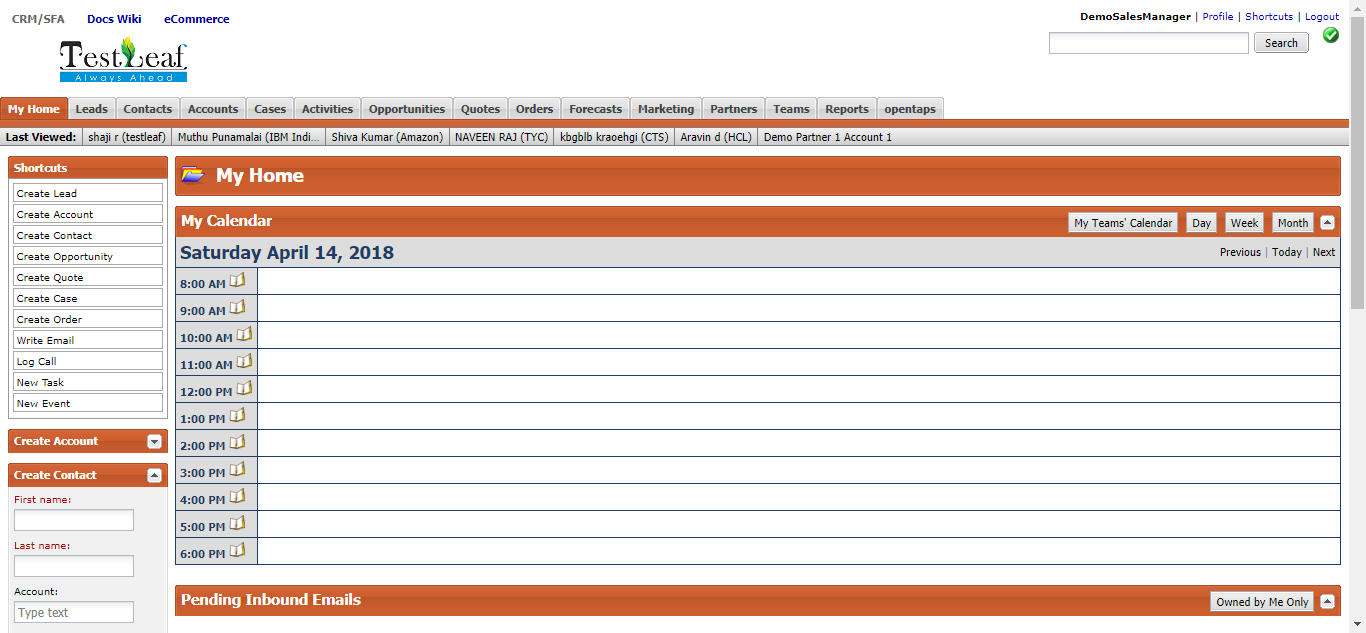 CRM/SFA Docs Wiki eCommerce
DemoSalesManager | Profile | Shortcuts | Logout
Search
TestLeaf
Always Ahead
My Home Leads Contacts Accounts Cases Activities Opportunities Quotes Orders Forecasts Marketing Partners Teams Reports opentaps
Last Viewed: shaji r (testleaf) Muthu Punamalai (IBM Indi... Shiva Kumar (Amazon) NAVEEN RAJ (TYC) kbgblb kraoehgi (CTS) Aravin d (HCL) Demo Partner 1 Account 1
Shortcuts
Create Lead
Create Account
Create Contact
Create Opportunity
Create Quote
Create Case
Create Order
Write Email
Log Call
New Task
New Event
Create Account
Create Contact
First name:
Last name:
Account:
Type text
My Home
My Calendar My Teams' Calendar Day Week Month
Saturday April 14, 2018 Previous | Today | Next
8:00 AM
9:00 AM
10:00 AM
11:00 AM
12:00 PM
1:00 PM
2:00 PM
3:00 PM
4:00 PM
5:00 PM
6:00 PM
Pending Inbound Emails Owned by Me Only